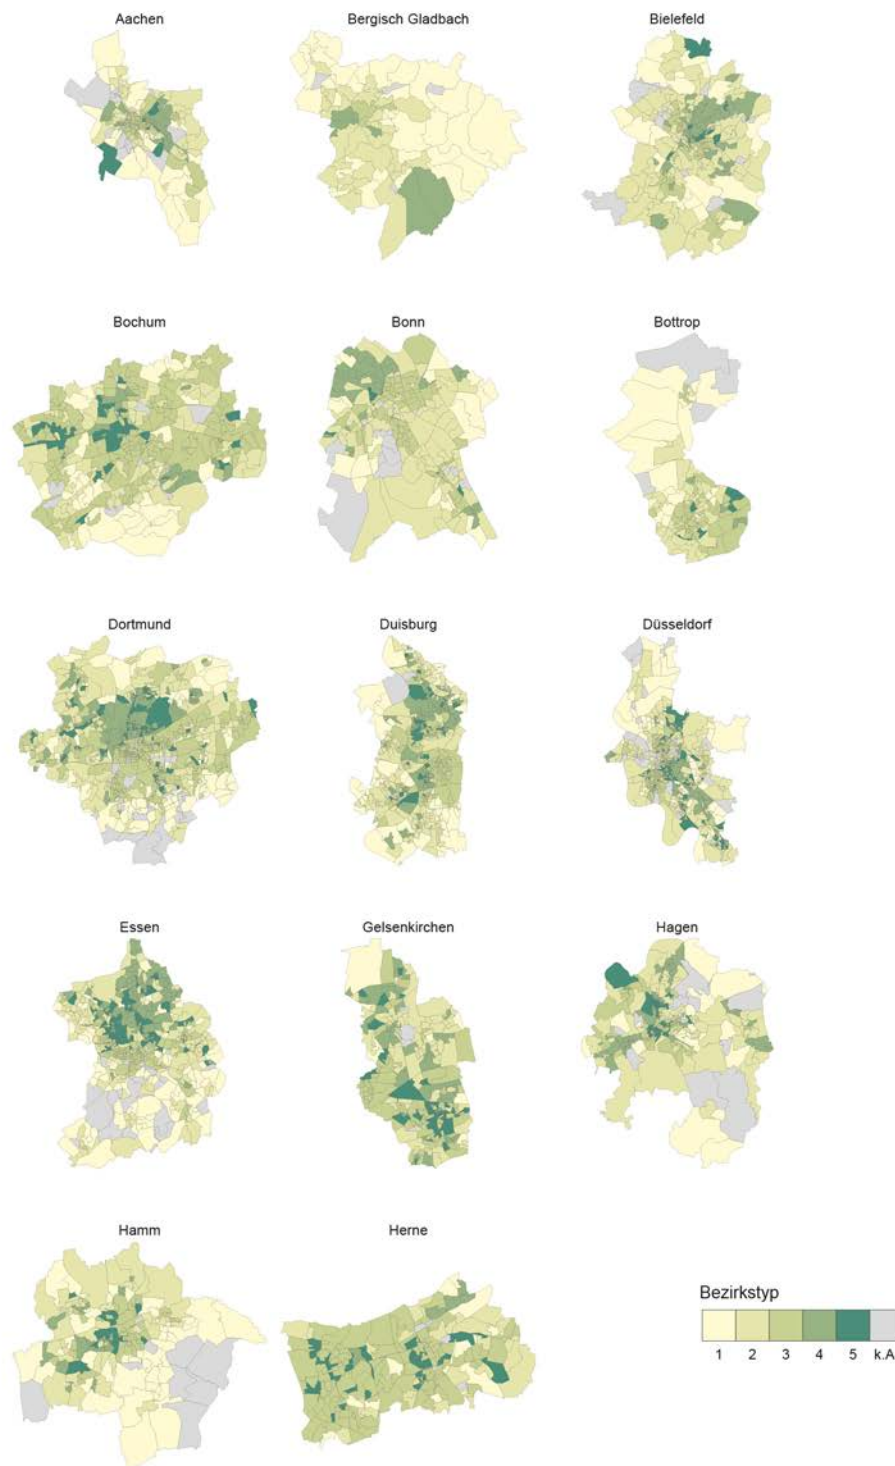 Aachen
Bergisch Gladbach
Bielefeld
Bochum
Bonn
Bottrop
Dortmund
Duisburg
Düsseldorf
Essen
Gelsenkirchen
Hagen
Hamm
Herne
Bezirkstyp
1 2 3 4 5 k.A